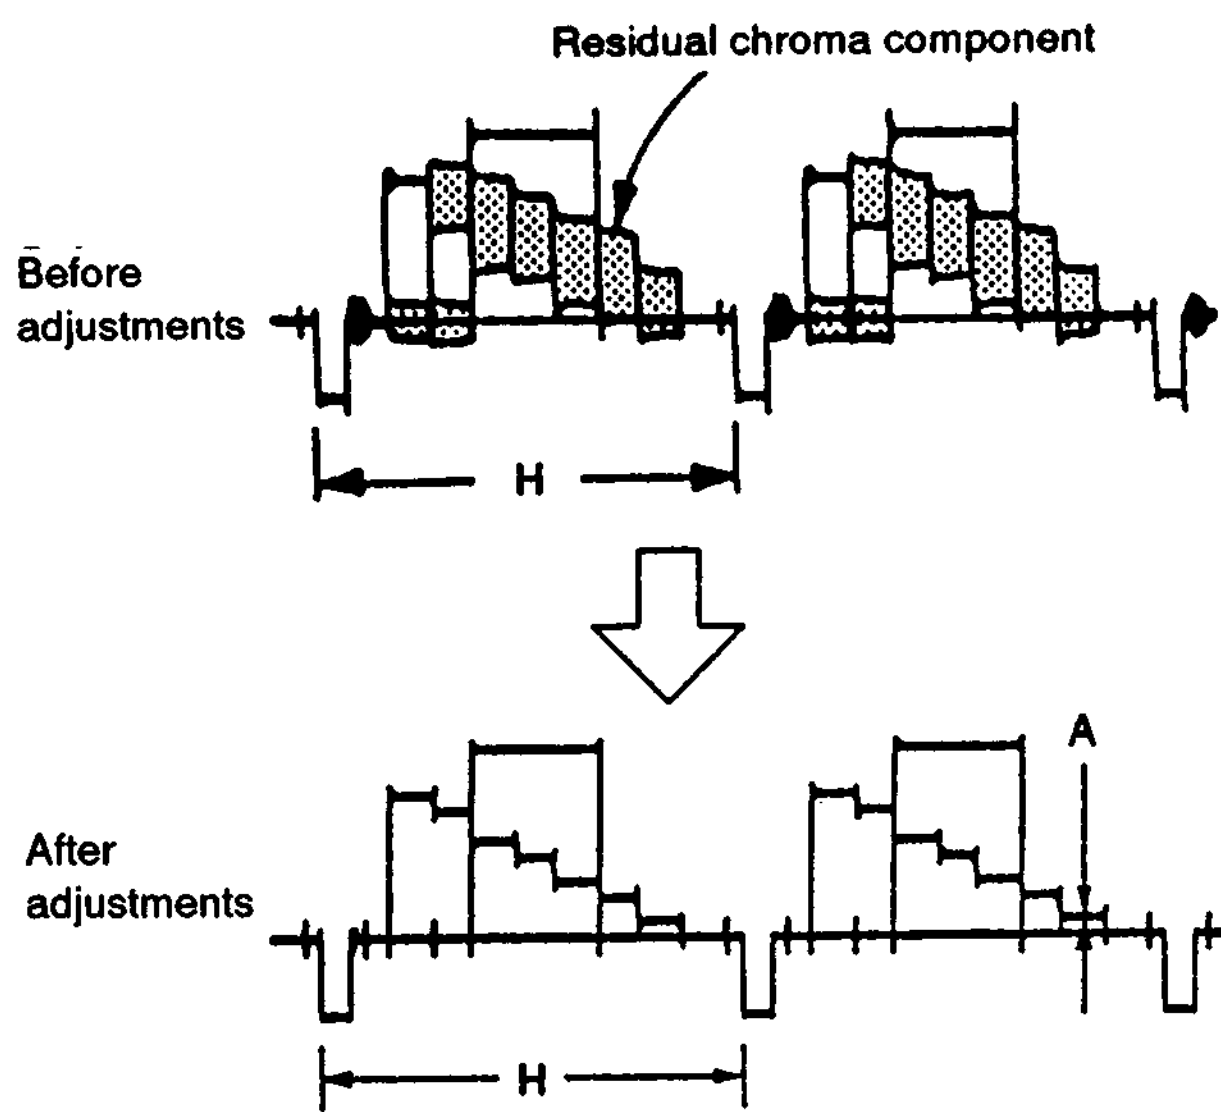 Residual chroma component
Before
adjustments
H
A
After
adjustments
H